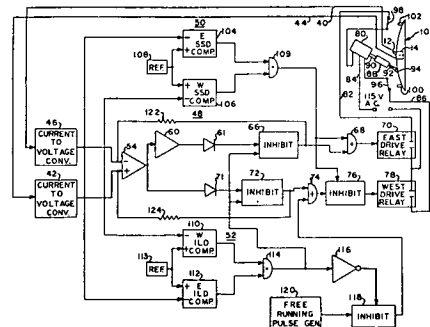 50
44
40
98
102
10
80
12
14
104
- E
SSD
+ COMP.
108
REF
109
90
92
88
94
84
96
100
+ W
SSD
- COMP.
106
82
115 V
A.C.
86
48
122
46
CURRENT
TO
VOLTAGE
CONV.
54
60
61
66
INHIBIT
68
70
EAST
DRIVE
RELAY
42
CURRENT
TO
VOLTAGE
CONV.
71
72
INHIBIT
74
76
INHIBIT
78
WEST
DRIVE
RELAY
124
110
- W
ILD
+ COMP.
52
113
REF
114
116
+ E
ILD
- COMP.
112
120
FREE
RUNNING
PULSE GEN.
118
INHIBIT